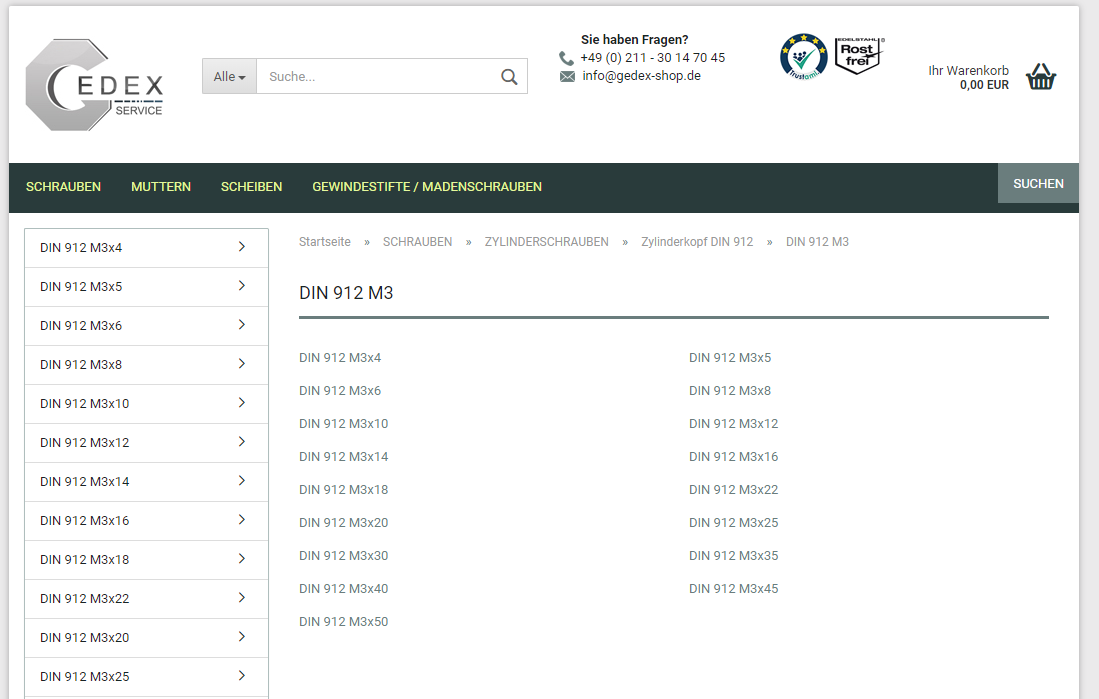 CEDEX
SERVICE
Alle
Suche...
Sie haben Fragen?
+49 (0) 211 - 30 14 70 45
info@gedex-shop.de
Trustami
EDELSTAHL
Rost
frei
Ihr Warenkorb
0,00 EUR
SCHRAUBEN
MUTTERN
SCHEIBEN
GEWINDESTIFTE / MADENSCHRAUBEN
SUCHEN
DIN 912 M3x4
DIN 912 M3x5
DIN 912 M3x6
DIN 912 M3x8
DIN 912 M3x10
DIN 912 M3x12
DIN 912 M3x14
DIN 912 M3x16
DIN 912 M3x18
DIN 912 M3x22
DIN 912 M3x20
DIN 912 M3x25
Startseite » SCHRAUBEN » ZYLINDERSCHRAUBEN » Zylinderkopf DIN 912 » DIN 912 M3
DIN 912 M3
DIN 912 M3x4
DIN 912 M3x5
DIN 912 M3x6
DIN 912 M3x8
DIN 912 M3x10
DIN 912 M3x12
DIN 912 M3x14
DIN 912 M3x16
DIN 912 M3x18
DIN 912 M3x22
DIN 912 M3x20
DIN 912 M3x25
DIN 912 M3x30
DIN 912 M3x35
DIN 912 M3x40
DIN 912 M3x45
DIN 912 M3x50